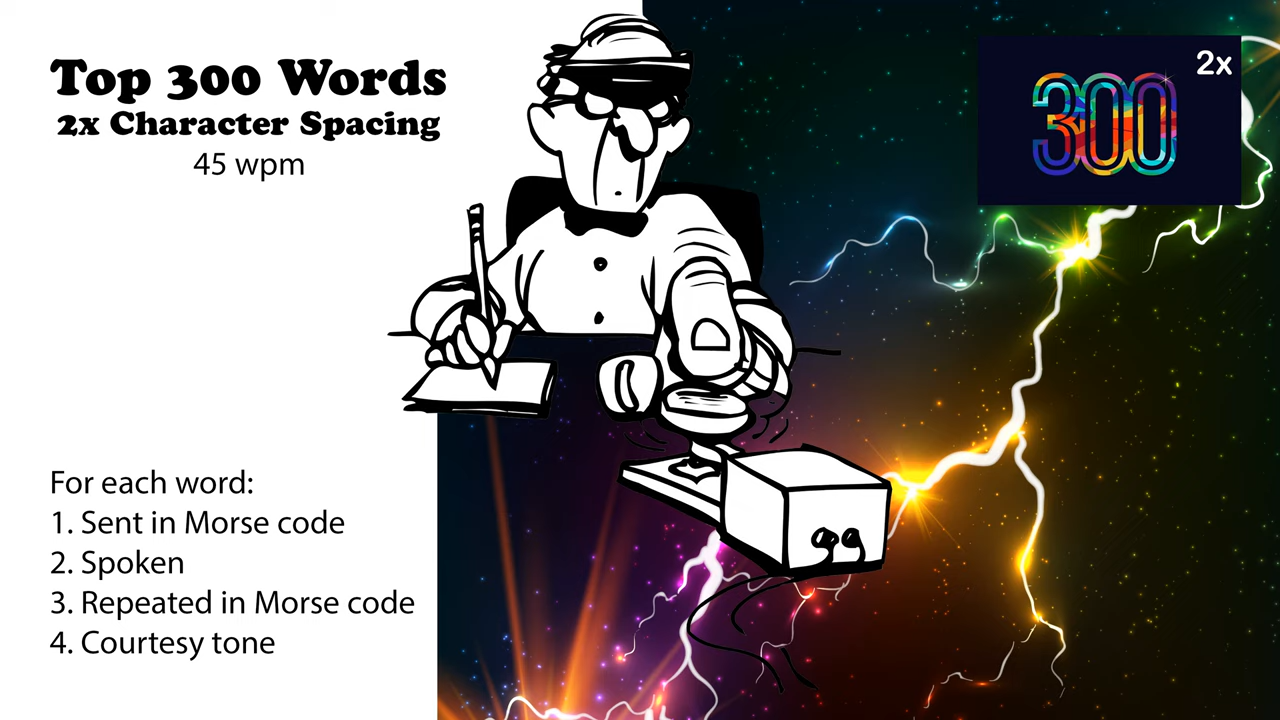 Top 300 Words
2x Character Spacing
45 wpm
2x
300
For each word:
1. Sent in Morse code
2. Spoken
3. Repeated in Morse code
4. Courtesy tone